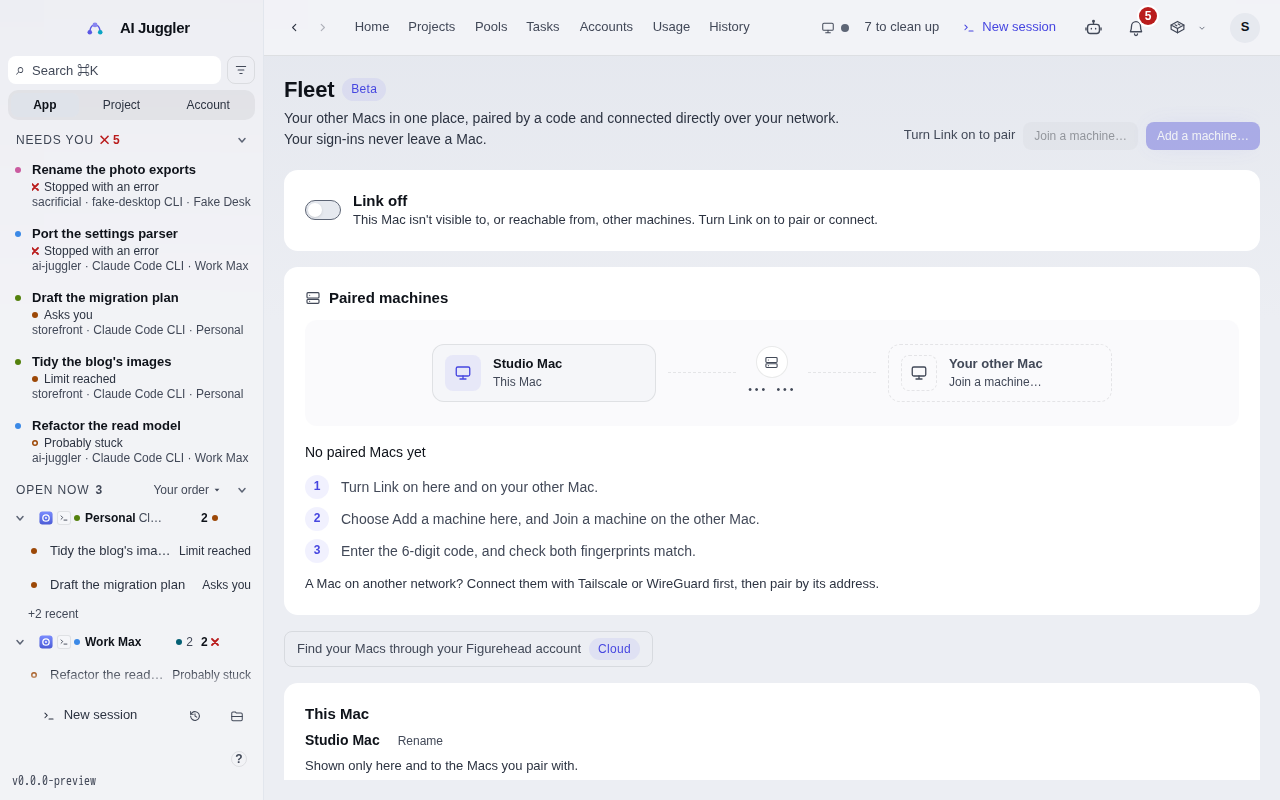 AI Juggler
Search ⌘K
App Project Account
NEEDS YOU 5
Rename the photo exports
Stopped with an error
sacrificial · fake-desktop CLI · Fake Desk
Port the settings parser
Stopped with an error
ai-juggler · Claude Code CLI · Work Max
Draft the migration plan
Asks you
storefront · Claude Code CLI · Personal
Tidy the blog's images
Limit reached
storefront · Claude Code CLI · Personal
Refactor the read model
Probably stuck
ai-juggler · Claude Code CLI · Work Max
OPEN NOW 3 Your order
Personal Cl… 2
Tidy the blog's ima… Limit reached
Draft the migration plan Asks you
+2 recent
Work Max 2 2
Refactor the read… Probably stuck
New session
?
v0.0.0-preview
Home Projects Pools Tasks Accounts Usage History 7 to clean up New session 5 S
Fleet Beta
Your other Macs in one place, paired by a code and connected directly over your network.
Your sign-ins never leave a Mac.
Turn Link on to pair Join a machine… Add a machine…
Link off
This Mac isn't visible to, or reachable from, other machines. Turn Link on to pair or connect.
Paired machines
Studio Mac
This Mac
••• •••
Your other Mac
Join a machine…
No paired Macs yet
1 Turn Link on here and on your other Mac.
2 Choose Add a machine here, and Join a machine on the other Mac.
3 Enter the 6-digit code, and check both fingerprints match.
A Mac on another network? Connect them with Tailscale or WireGuard first, then pair by its address.
Find your Macs through your Figurehead account Cloud
This Mac
Studio Mac Rename
Shown only here and to the Macs you pair with.